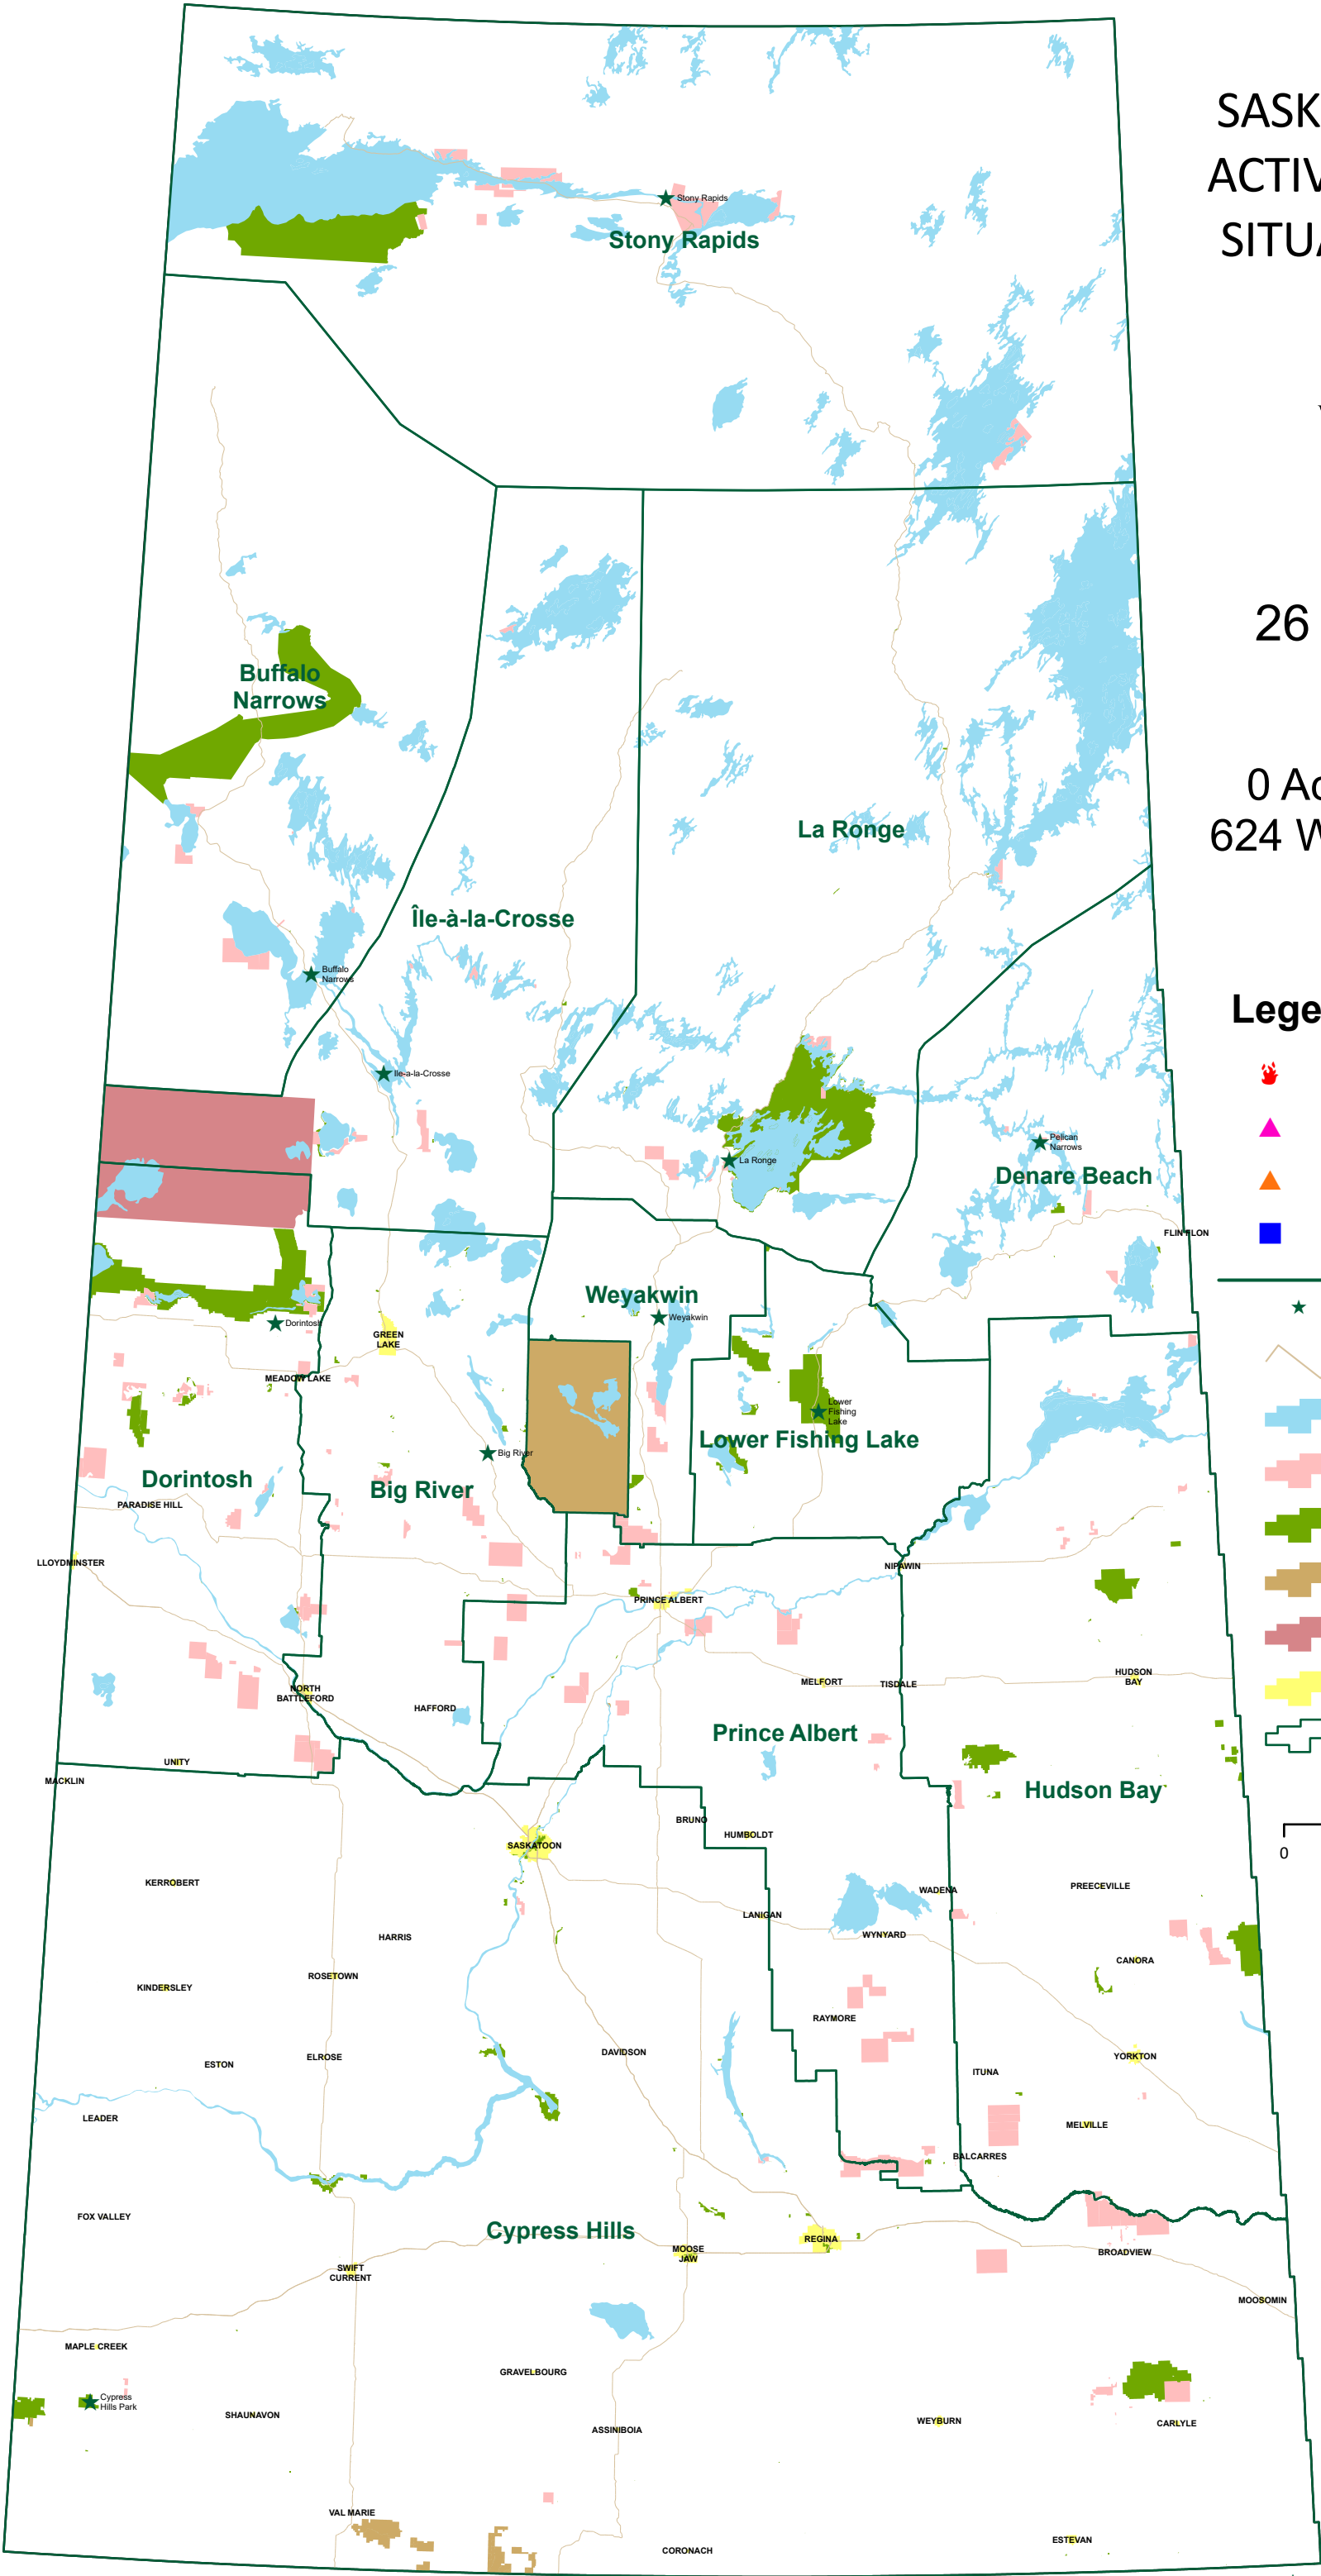 SASK
ACTIV
SITUA
26
0 Ac
624 W
Lege
0
Stony Rapids
Stony Rapids
Buffalo
Narrows
La Ronge
Île-à-la-Crosse
Buffalo
Narrows
Ile-a-la-Crosse
La Ronge
Pelican
Narrows
Denare Beach
FLIN FLON
Weyakwin
Weyakwin
Dorintosh
GREEN
LAKE
MEADOW LAKE
Lower
Fishing
Lake
Lower Fishing Lake
Big River
Dorintosh
Big River
PARADISE HILL
LLOYDMINSTER
NIPAWIN
PRINCE ALBERT
HUDSON
BAY
MELFORT
TISDALE
NORTH
BATTLEFORD
HAFFORD
Prince Albert
UNITY
MACKLIN
Hudson Bay
BRUNO
HUMBOLDT
SASKATOON
KERROBERT
PREECEVILLE
WADENA
LANIGAN
WYNYARD
HARRIS
CANORA
ROSETOWN
KINDERSLEY
RAYMORE
DAVIDSON
YORKTON
ELROSE
ESTON
ITUNA
LEADER
MELVILLE
BALCARRES
FOX VALLEY
Cypress Hills
REGINA
MOOSE
JAW
BROADVIEW
SWIFT
CURRENT
MOOSOMIN
MAPLE CREEK
GRAVELBOURG
Cypress
Hills Park
SHAUNAVON
WEYBURN
CARLYLE
ASSINIBOIA
VAL MARIE
ESTEVAN
CORONACH